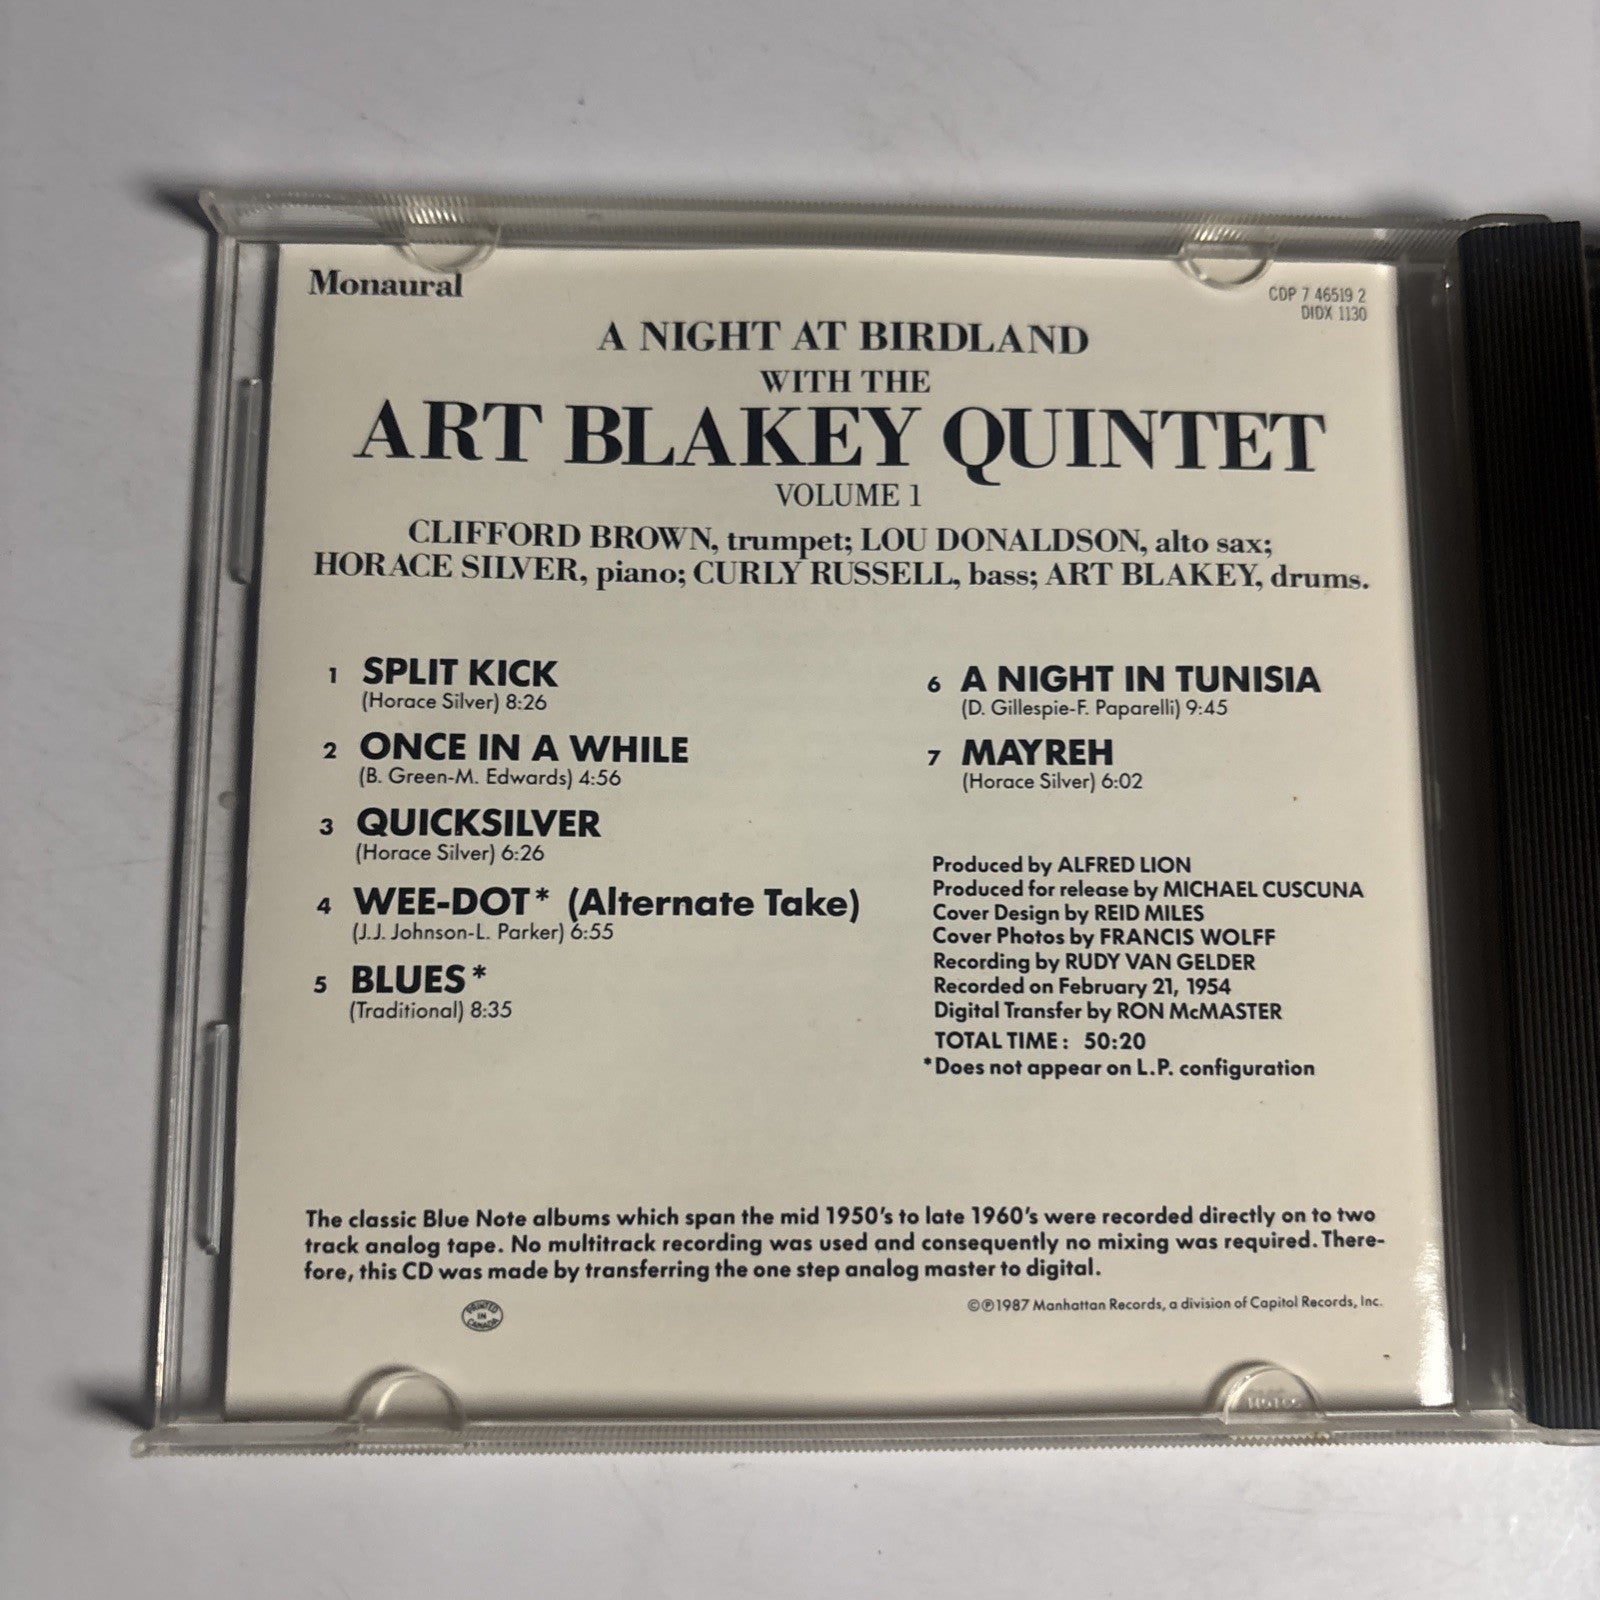 Monaural
CDP 7 46519 2
DIDX 1130
A NIGHT AT BIRDLAND
WITH THE
ART BLAKEY QUINTET
VOLUME 1
CLIFFORD BROWN, trumpet; LOU DONALDSON, alto sax;
HORACE SILVER, piano; CURLY RUSSELL, bass; ART BLAKEY, drums.
1 SPLIT KICK
(Horace Silver) 8:26
2 ONCE IN A WHILE
(B. Green-M. Edwards) 4:56
3 QUICKSILVER
(Horace Silver) 6:26
4 WEE-DOT* (Alternate Take)
(J.J. Johnson-L. Parker) 6:55
5 BLUES*
(Traditional) 8:35
6 A NIGHT IN TUNISIA
(D. Gillespie-F. Paparelli) 9:45
7 MAYREH
(Horace Silver) 6:02
Produced by ALFRED LION
Produced for release by MICHAEL CUSCUNA
Cover Design by REID MILES
Cover Photos by FRANCIS WOLFF
Recording by RUDY VAN GELDER
Recorded on February 21, 1954
Digital Transfer by RON McMASTER
TOTAL TIME: 50:20
*Does not appear on L.P. configuration
The classic Blue Note albums which span the mid 1950's to late 1960's were recorded directly on to two
track analog tape. No multitrack recording was used and consequently no mixing was required. There-
fore, this CD was made by transferring the one step analog master to digital.
PRINTED
IN
CANADA
©℗1987 Manhattan Records, a division of Capitol Records, Inc.